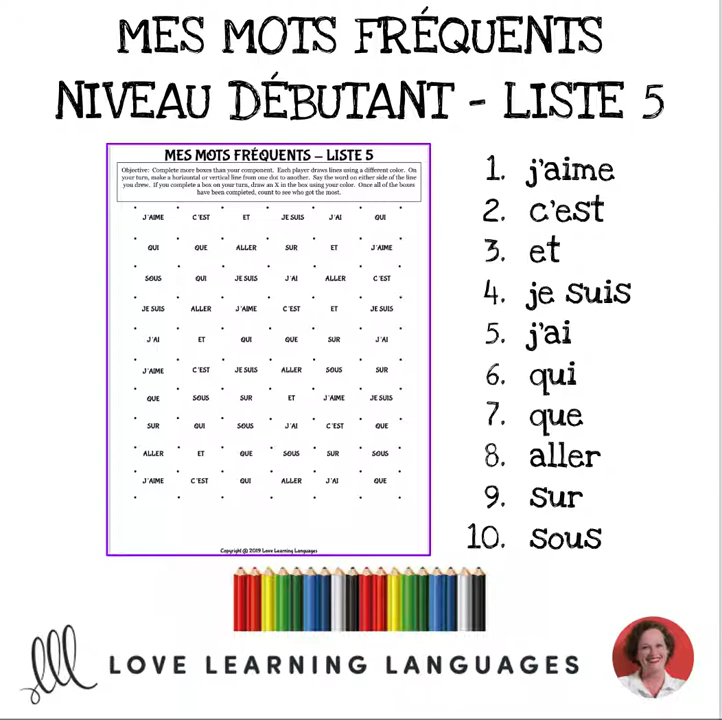 MES MOTS FRÉQUENTS
NIVEAU DÉBUTANT - LISTE 5
MES MOTS FRÉQUENTS – LISTE 5
Objective: Complete more boxes than your component. Each player draws lines using a different color. On
your turn, make a horizontal or vertical line from one dot to another. Say the word on either side of the line
you drew. If you complete a box on your turn, draw an X in the box using your color. Once all of the boxes
have been completed, count to see who got the most.
J'AIME C'EST ET JE SUIS J'AI QUI
QUI QUE ALLER SUR ET J'AIME
SOUS QUI JE SUIS J'AI ALLER C'EST
JE SUIS ALLER J'AIME C'EST ET JE SUIS
J'AI ET QUI QUE SUR J'AI
J'AIME C'EST JE SUIS ALLER SOUS SUR
QUE SOUS SUR ET J'AIME JE SUIS
SUR QUI SOUS J'AI C'EST QUE
ALLER ET QUE SOUS SUR SOUS
J'AIME C'EST QUI ALLER J'AI QUE
Copyright @ 2019 Love Learning Languages
1. j'aime
2. c'est
3. et
4. je suis
5. j'ai
6. qui
7. que
8. aller
9. sur
10. sous
lll LOVE LEARNING LANGUAGES